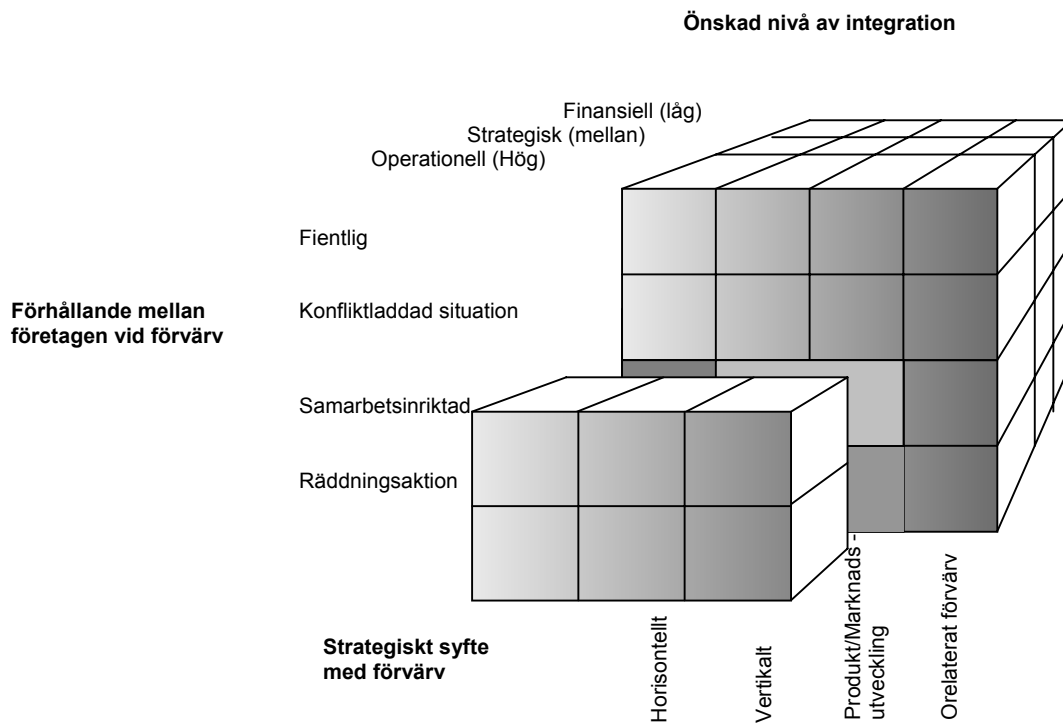 Önskad nivå av integration
Finansiell (låg)
Strategisk (mellan)
Operationell (Hög)
Fientlig
Förhållande mellan
företagen vid förvärv
Konfliktladdad situation
Samarbetsinriktad
Räddningsaktion
Strategiskt syfte
med förvärv
Horisontellt
Vertikalt
Produkt/Marknads -
utveckling
Orelaterat förvärv